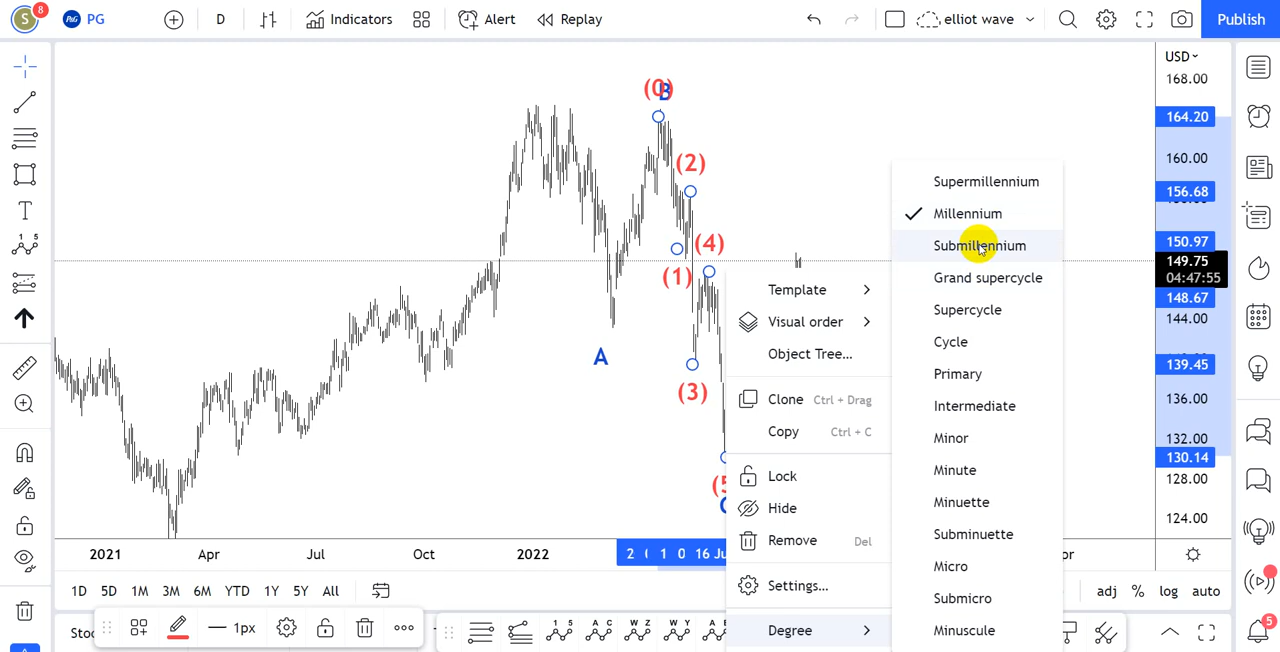 S 8 P&G PG D Indicators Alert Replay elliot wave Publish
USD
168.00
164.20
160.00
156.68
150.97
149.75
04:47:55
148.67
144.00
139.45
136.00
132.00
130.14
128.00
124.00
(0) B
(2)
(4)
(1)
A
(3)
Template
Visual order
Object Tree...
Clone Ctrl + Drag
Copy Ctrl + C
Lock
Hide
Remove Del
Settings...
Degree
Supermillennium
Millennium
Submillennium
Grand supercycle
Supercycle
Cycle
Primary
Intermediate
Minor
Minute
Minuette
Subminuette
Micro
Submicro
Minuscule
2021 Apr Jul Oct 2022
1D 5D 1M 3M 6M YTD 1Y 5Y All adj % log auto
1px
5